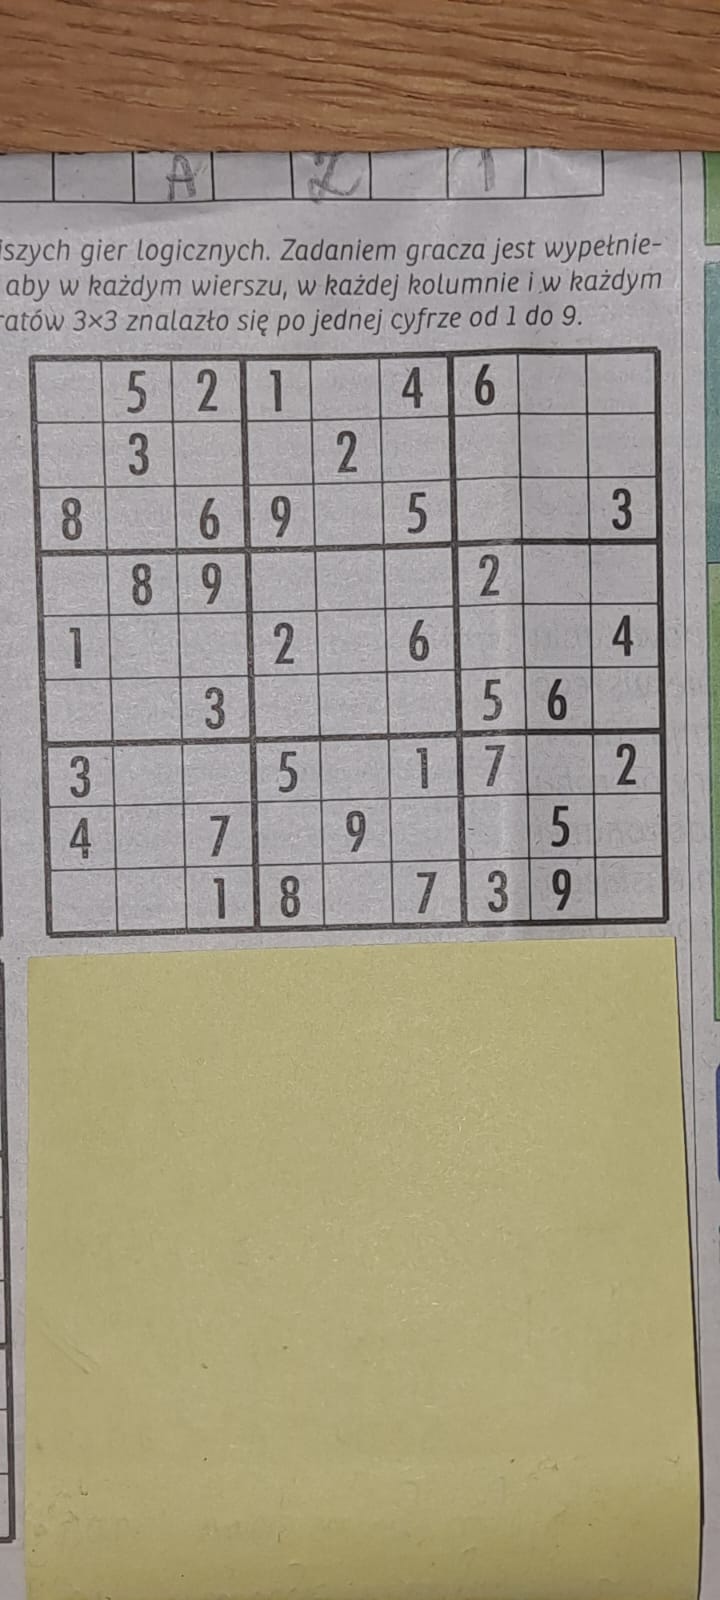 A Z 1
iszych gier logicznych. Zadaniem gracza jest wypełnie-
aby w każdym wierszu, w każdej kolumnie i w każdym
ratów 3×3 znalazło się po jednej cyfrze od 1 do 9.
5 2 1 4 6
3 2
8 6 9 5 3
8 9 2
1 2 6 4
3 5 6
3 5 1 7 2
4 7 9 5
1 8 7 3 9